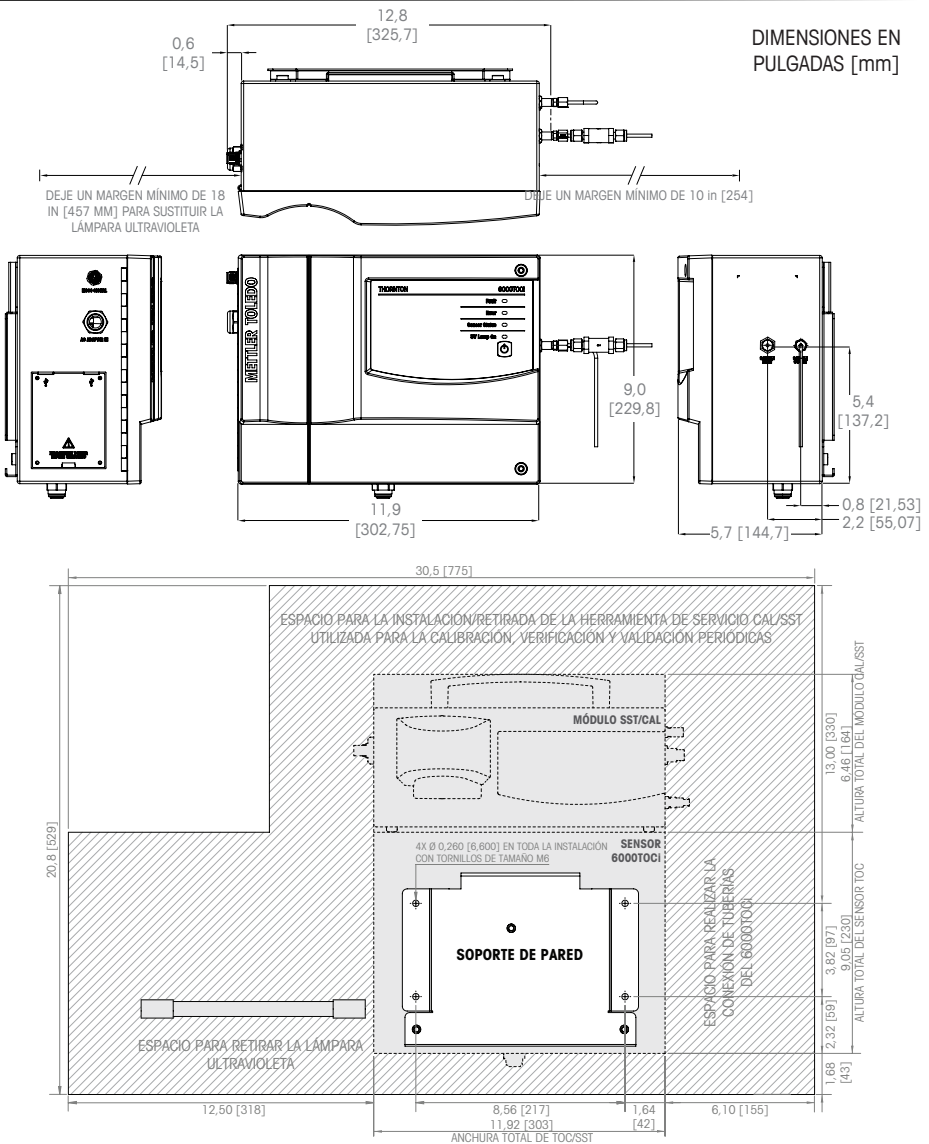 12,8
[325,7]
0,6
[14,5]
DIMENSIONES EN
PULGADAS [mm]
DEJE UN MARGEN MÍNIMO DE 18
IN [457 MM] PARA SUSTITUIR LA
LÁMPARA ULTRAVIOLETA
DEJE UN MARGEN MÍNIMO DE 10 in [254]
METTLER TOLEDO
THORNTON 6000TOCi
Fault
Error
Sensor Status
UV Lamp On
9,0
[229,8]
11,9
[302,75]
5,4
[137,2]
0,8 [21,53]
2,2 [55,07]
5,7 [144,7]
30,5 [775]
20,8 [529]
ESPACIO PARA LA INSTALACIÓN/RETIRADA DE LA HERRAMIENTA DE SERVICIO CAL/SST
UTILIZADA PARA LA CALIBRACIÓN, VERIFICACIÓN Y VALIDACIÓN PERIÓDICAS
MÓDULO SST/CAL
13,00 [330]
6,46 [164]
ALTURA TOTAL DEL MÓDULO CAL/SST
4X Ø 0,260 [6,600] EN TODA LA INSTALACIÓN
CON TORNILLOS DE TAMAÑO M6
SENSOR
6000TOCi
SOPORTE DE PARED
ESPACIO PARA REALIZAR LA
CONEXIÓN DE TUBERÍAS
DEL 6000TOCi
3,82 [97]
9,05 [230]
ALTURA TOTAL DEL SENSOR TOC
2,32 [59]
1,68
[43]
ESPACIO PARA RETIRAR LA LÁMPARA
ULTRAVIOLETA
12,50 [318]
8,56 [217]
1,64
[42]
6,10 [155]
11,92 [303]
ANCHURA TOTAL DE TOC/SST